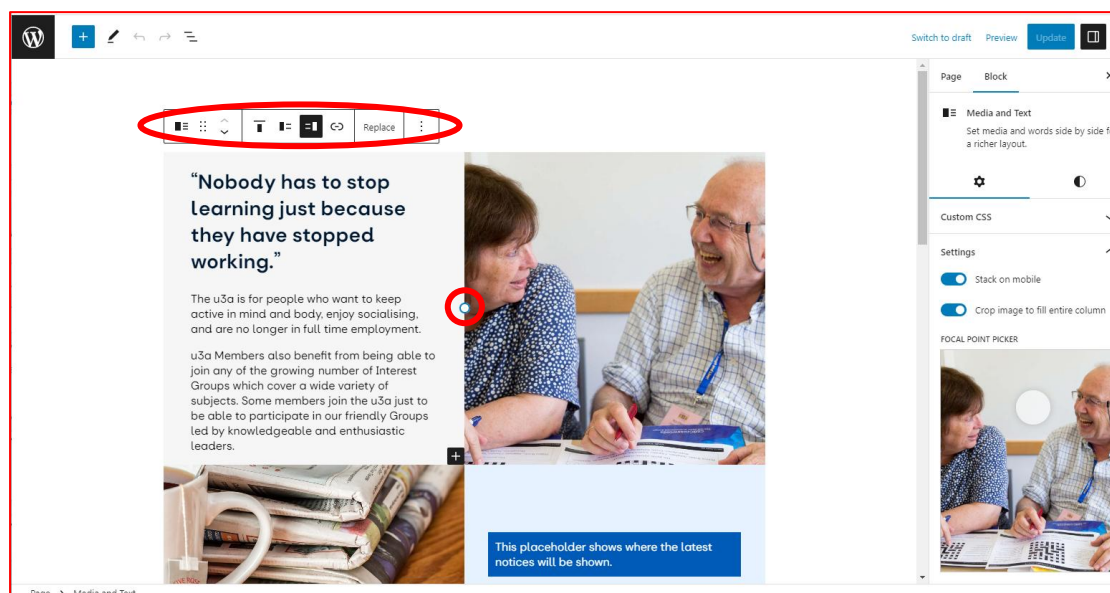 Switch to draft Preview Update
Page Block
Replace
Media and Text
Set media and words side by side
a richer layout.
Custom CSS
Settings
Stack on mobile
Crop image to fill entire column
FOCAL POINT PICKER
“Nobody has to stop
learning just because
they have stopped
working.”
The u3a is for people who want to keep
active in mind and body, enjoy socialising,
and are no longer in full time employment.
u3a Members also benefit from being able to
join any of the growing number of Interest
Groups which cover a wide variety of
subjects. Some members join the u3a just to
be able to participate in our friendly Groups
led by knowledgeable and enthusiastic
leaders.
This placeholder shows where the latest
notices will be shown.
Page > Media and Text